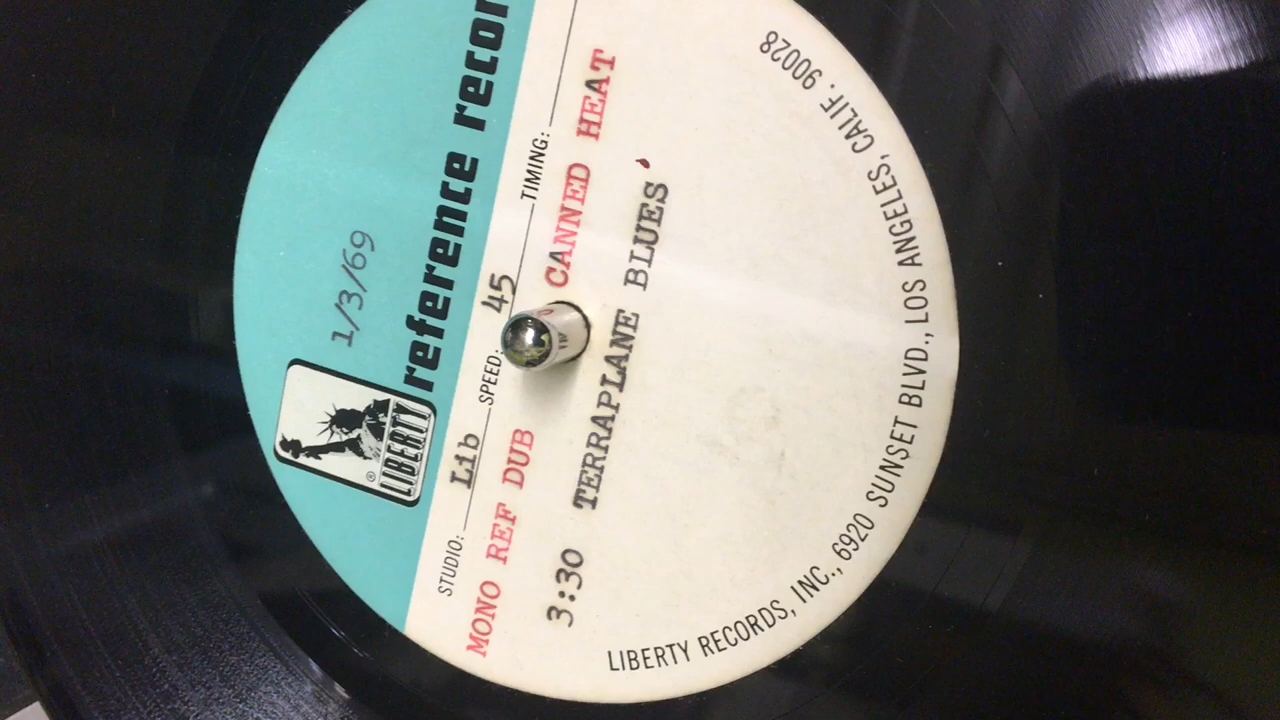 1/3/69
® LIBERTY
reference recor
STUDIO: Lib SPEED: 45 TIMING:
MONO REF DUB CANNED HEAT
3:30 TERRAPLANE BLUES
LIBERTY RECORDS, INC., 6920 SUNSET BLVD., LOS ANGELES, CALIF. 90028